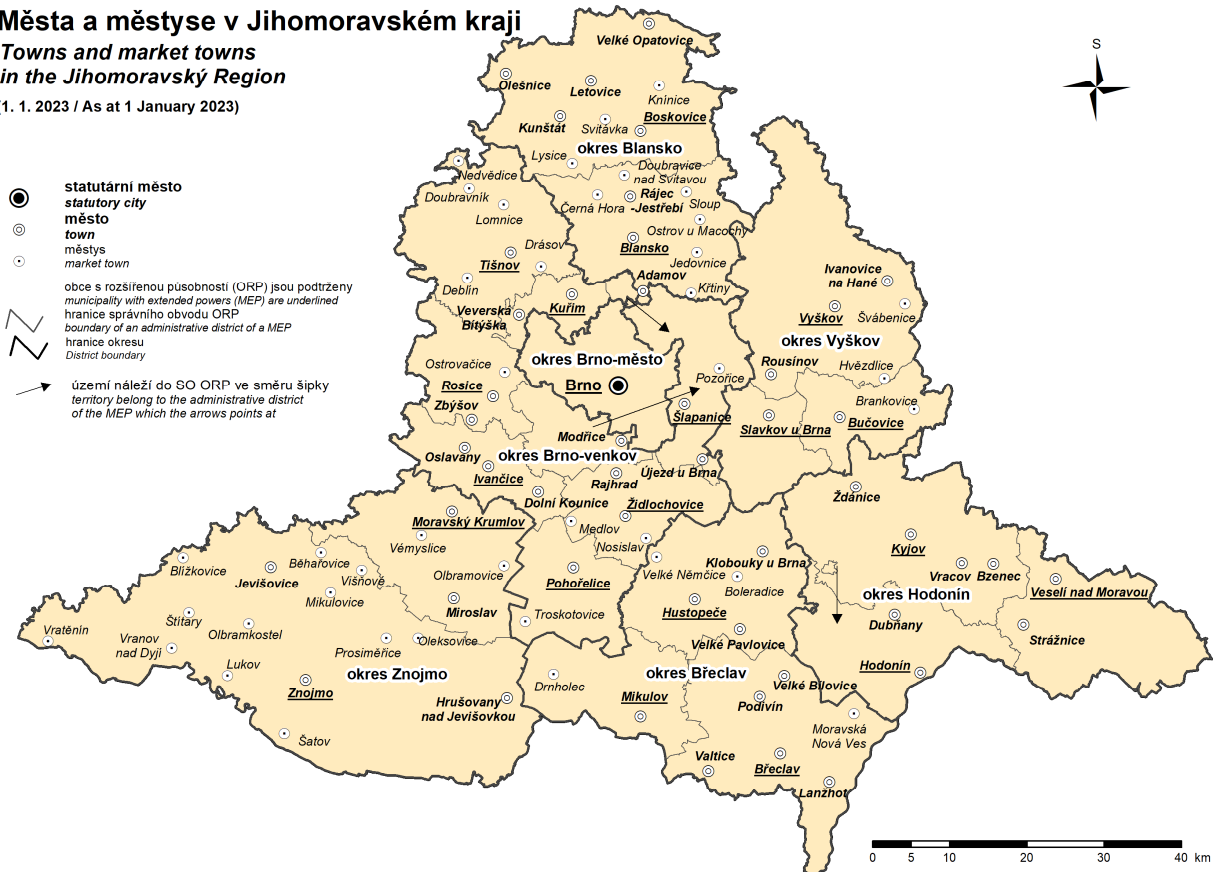 Města a městyse v Jihomoravském kraji
Towns and market towns
in the Jihomoravský Region
(1. 1. 2023 / As at 1 January 2023)
statutární město
statutory city
město
town
městys
market town
obce s rozšířenou působností (ORP) jsou podtrženy
municipality with extended powers (MEP) are underlined
hranice správního obvodu ORP
boundary of an administrative district of a MEP
hranice okresu
District boundary
území náleží do SO ORP ve směru šipky
territory belong to the administrative district
of the MEP which the arrows points at
S
Velké Opatovice
Olešnice
Letovice
Knínice
Kunštát
Svitávka
Boskovice
okres Blansko
Lysice
Doubravice
nad Svitavou
Nedvědice
Doubravník
Černá Hora
Rájec
-Jestřebí
Sloup
Lomnice
Ostrov u Macochy
Drásov
Blansko
Tišnov
Jedovnice
Adamov
Křtiny
Deblín
Kuřim
Veverská
Bítýška
Ivanovice
na Hané
Vyškov
Švábenice
okres Vyškov
okres Brno-město
Ostrovačice
Rousínov
Hvězdlice
Pozořice
Rosice
Brno
Zbýšov
Brankovice
Šlapanice
Slavkov u Brna
Bučovice
Modřice
Oslavany
okres Brno-venkov
Ivančice
Rajhrad
Újezd u Brna
Ždánice
Dolní Kounice
Židlochovice
Moravský Krumlov
Medlov
Nosislav
Vémyslice
Kyjov
Klobouky u Brna
Blížkovice
Běhařovice
Jevišovice
Višňové
Olbramovice
Pohořelice
Velké Němčice
Boleradice
Vracov
Bzenec
Mikulovice
Miroslav
Hustopeče
okres Hodonín
Veselí nad Moravou
Štítary
Troskotovice
Dubňany
Vratěnín
Vranov
nad Dyjí
Olbramkostel
Prosiměřice
Oleksovice
Velké Pavlovice
Strážnice
Lukov
okres Znojmo
okres Břeclav
Hodonín
Znojmo
Drnholec
Mikulov
Velké Bílovice
Podivín
Hrušovany
nad Jevišovkou
Moravská
Nová Ves
Šatov
Valtice
Břeclav
Lanžhot
0 5 10 20 30 40 km